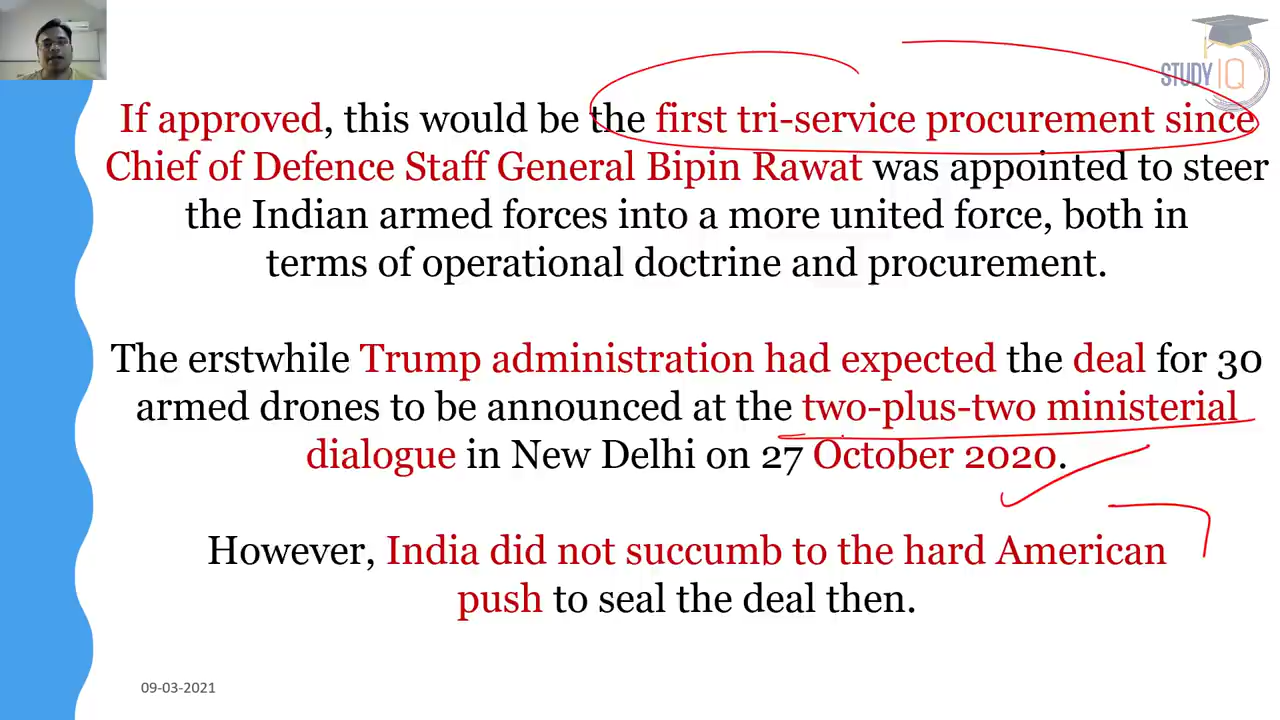 STUDY IQ
If approved, this would be the first tri-service procurement since
Chief of Defence Staff General Bipin Rawat was appointed to steer
the Indian armed forces into a more united force, both in
terms of operational doctrine and procurement.
The erstwhile Trump administration had expected the deal for 30
armed drones to be announced at the two-plus-two ministerial
dialogue in New Delhi on 27 October 2020.
However, India did not succumb to the hard American
push to seal the deal then.
09-03-2021